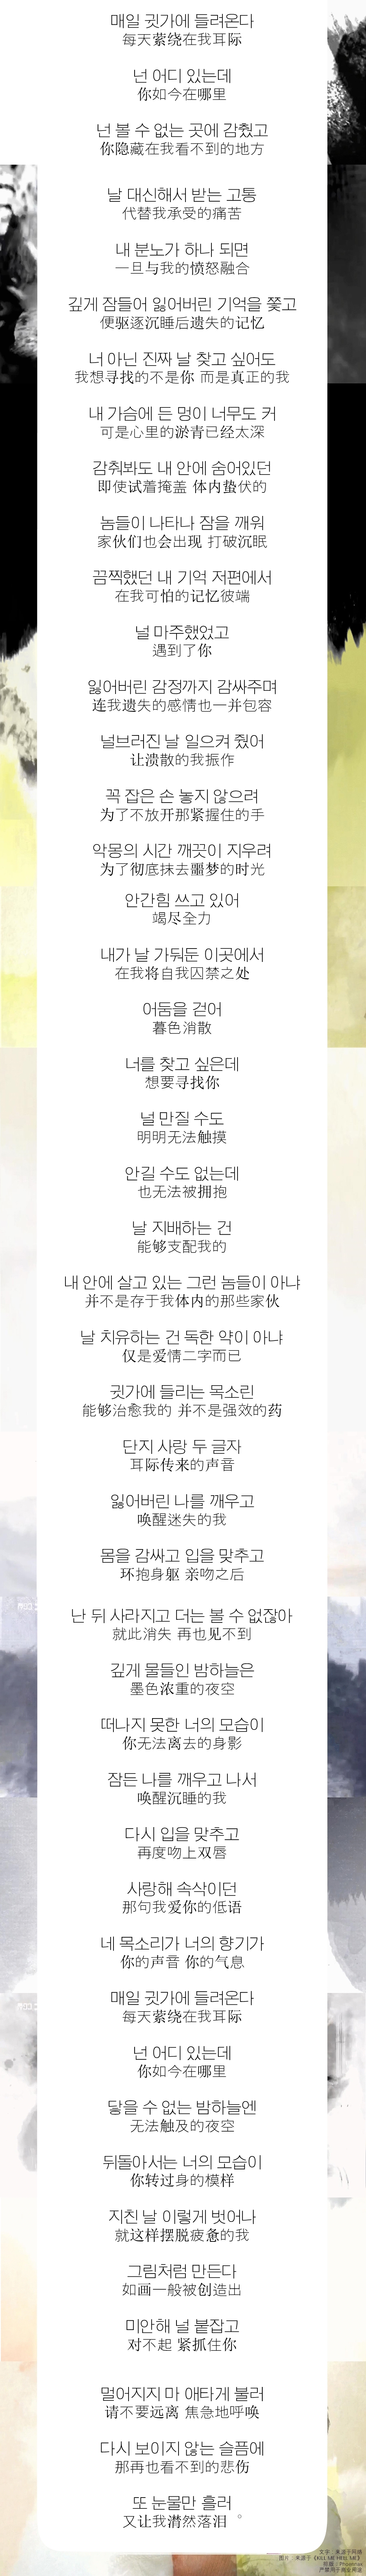 매일 귓가에 들려온다
每天萦绕在我耳际
넌 어디 있는데
你如今在哪里
넌 볼 수 없는 곳에 감췄고
你隐藏在我看不到的地方
날 대신해서 받는 고통
代替我承受的痛苦
내 분노가 하나 되면
一旦与我的愤怒融合
깊게 잠들어 잃어버린 기억을 쫓고
便驱逐沉睡后遗失的记忆
너 아닌 진짜 날 찾고 싶어도
我想寻找的不是你 而是真正的我
내 가슴에 든 멍이 너무도 커
可是心里的淤青已经太深
감춰봐도 내 안에 숨어있던
即使试着掩盖 体内蛰伏的
놈들이 나타나 잠을 깨워
家伙们也会出现 打破沉眠
끔찍했던 내 기억 저편에서
在我可怕的记忆彼端
널 마주했었고
遇到了你
잃어버린 감정까지 감싸주며
连我遗失的感情也一并包容
널브러진 날 일으켜 줬어
让溃散的我振作
꼭 잡은 손 놓지 않으려
为了不放开那紧握住的手
악몽의 시간 깨끗이 지우려
为了彻底抹去噩梦的时光
안간힘 쓰고 있어
竭尽全力
내가 날 가둬둔 이곳에서
在我将自我囚禁之处
어둠을 걷어
暮色消散
너를 찾고 싶은데
想要寻找你
널 만질 수도
明明无法触摸
안길 수도 없는데
也无法被拥抱
날 지배하는 건
能够支配我的
내 안에 살고 있는 그런 놈들이 아냐
并不是存于我体内的那些家伙
날 치유하는 건 독한 약이 아냐
仅是爱情二字而已
귓가에 들리는 목소린
能够治愈我的 并不是强效的药
단지 사랑 두 글자
耳际传来的声音
잃어버린 나를 깨우고
唤醒迷失的我
몸을 감싸고 입을 맞추고
环抱身躯 亲吻之后
난 뒤 사라지고 더는 볼 수 없잖아
就此消失 再也见不到
깊게 물들인 밤하늘은
墨色浓重的夜空
떠나지 못한 너의 모습이
你无法离去的身影
잠든 나를 깨우고 나서
唤醒沉睡的我
다시 입을 맞추고
再度吻上双唇
사랑해 속삭이던
那句我爱你的低语
네 목소리가 너의 향기가
你的声音 你的气息
매일 귓가에 들려온다
每天萦绕在我耳际
넌 어디 있는데
你如今在哪里
닿을 수 없는 밤하늘엔
无法触及的夜空
뒤돌아서는 너의 모습이
你转过身的模样
지친 날 이렇게 벗어나
就这样摆脱疲惫的我
그림처럼 만든다
如画一般被创造出
미안해 널 붙잡고
对不起 紧抓住你
멀어지지 마 애타게 불러
请不要远离 焦急地呼唤
다시 보이지 않는 슬픔에
那再也看不到的悲伤
또 눈물만 흘러
又让我潸然落泪